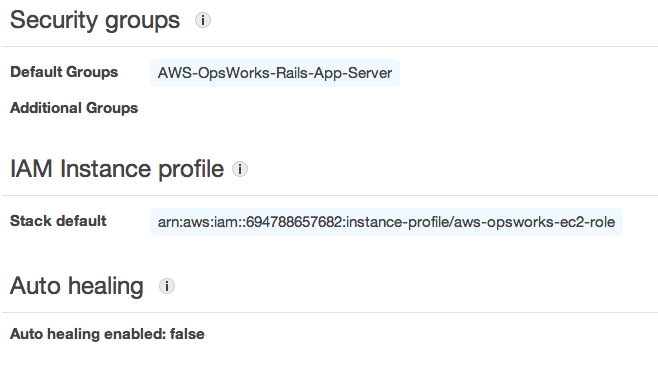 Security groups i
Default Groups AWS-OpsWorks-Rails-App-Server
Additional Groups
IAM Instance profile i
Stack default arn:aws:iam::694788657682:instance-profile/aws-opsworks-ec2-role
Auto healing i
Auto healing enabled: false